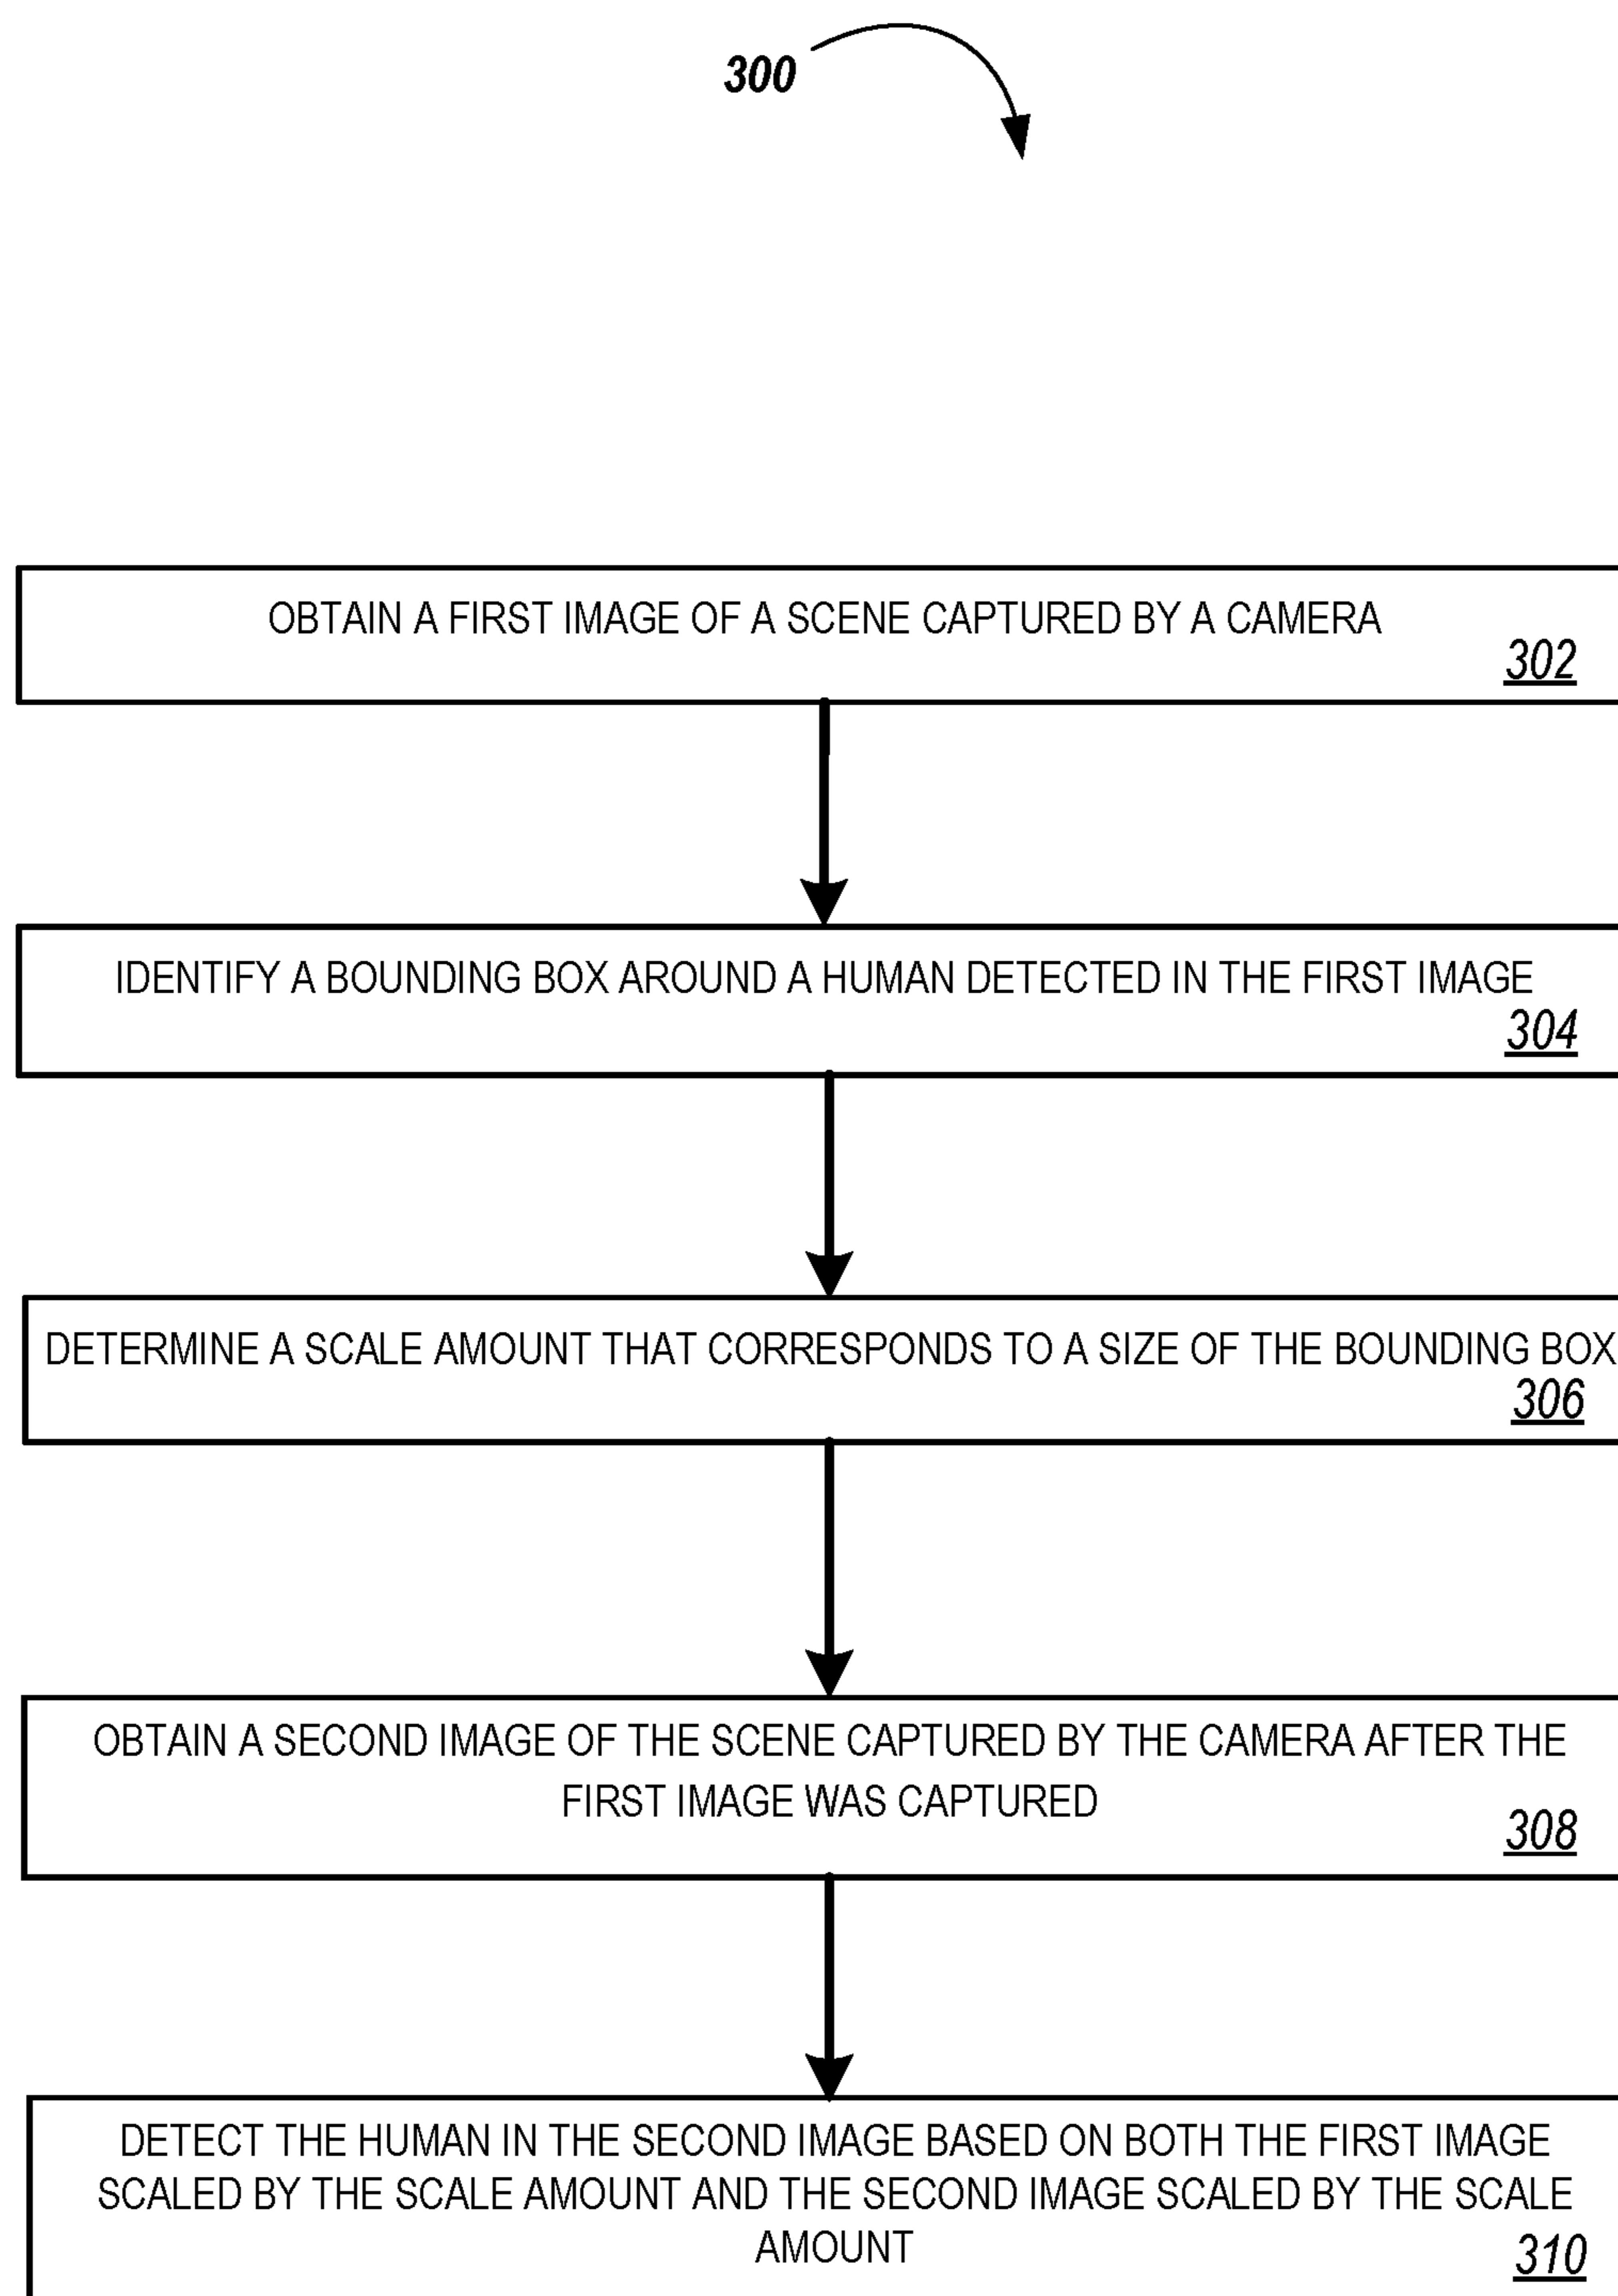 300
OBTAIN A FIRST IMAGE OF A SCENE CAPTURED BY A CAMERA
302
IDENTIFY A BOUNDING BOX AROUND A HUMAN DETECTED IN THE FIRST IMAGE
304
DETERMINE A SCALE AMOUNT THAT CORRESPONDS TO A SIZE OF THE BOUNDING BOX
306
OBTAIN A SECOND IMAGE OF THE SCENE CAPTURED BY THE CAMERA AFTER THE
FIRST IMAGE WAS CAPTURED
308
DETECT THE HUMAN IN THE SECOND IMAGE BASED ON BOTH THE FIRST IMAGE
SCALED BY THE SCALE AMOUNT AND THE SECOND IMAGE SCALED BY THE SCALE
AMOUNT
310